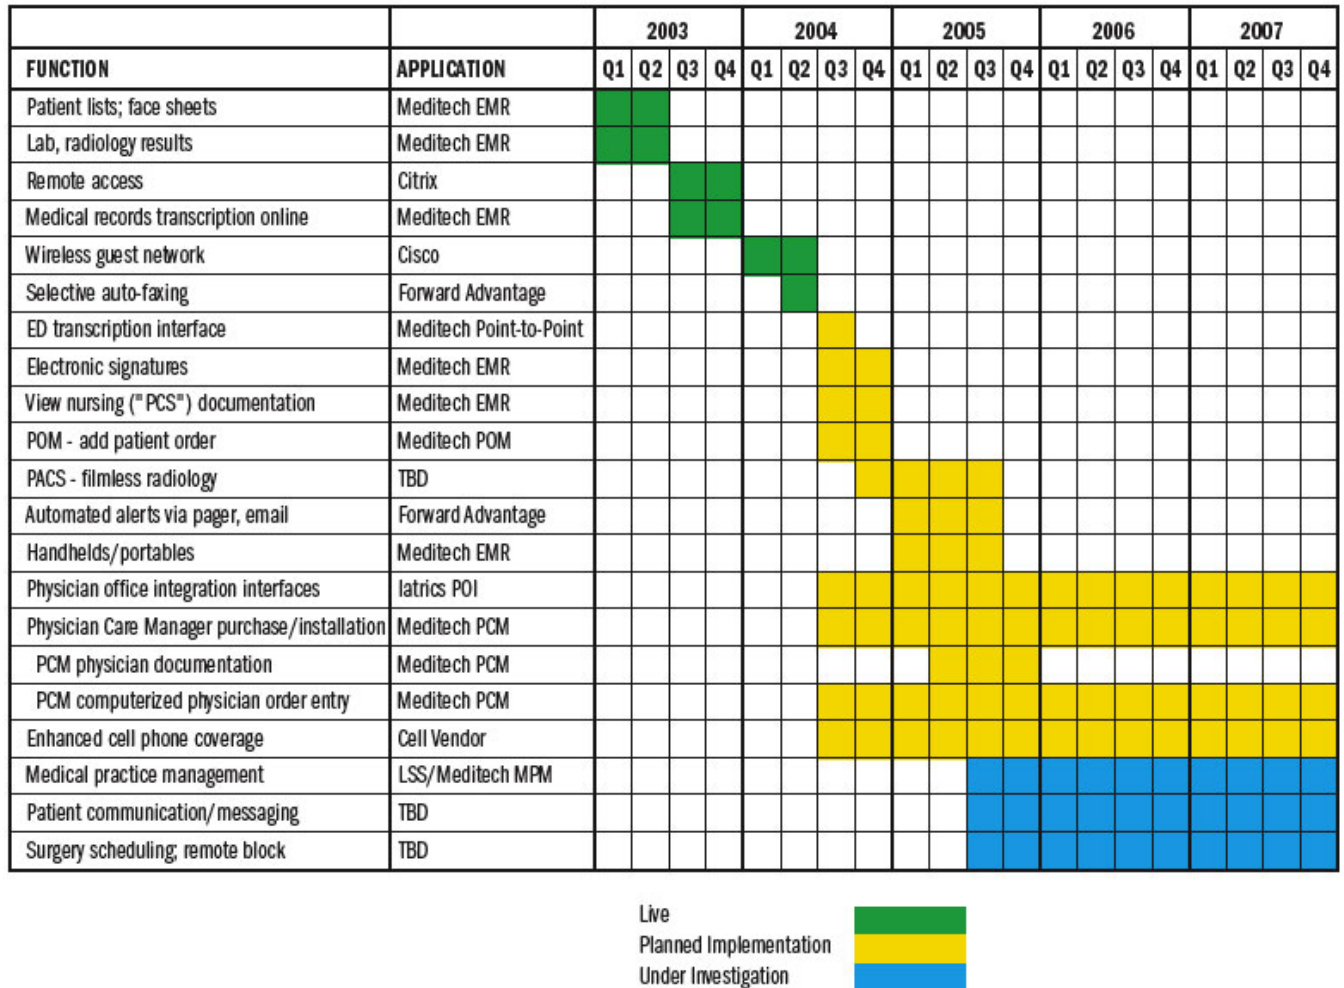 2003 2004 2005 2006 2007
FUNCTION APPLICATION Q1 Q2 Q3 Q4 Q1 Q2 Q3 Q4 Q1 Q2 Q3 Q4 Q1 Q2 Q3 Q4 Q1 Q2 Q3 Q4
Patient lists; face sheets Meditech EMR
Lab, radiology results Meditech EMR
Remote access Citrix
Medical records transcription online Meditech EMR
Wireless guest network Cisco
Selective auto-faxing Forward Advantage
ED transcription interface Meditech Point-to-Point
Electronic signatures Meditech EMR
View nursing ("PCS") documentation Meditech EMR
POM - add patient order Meditech POM
PACS - filmless radiology TBD
Automated alerts via pager, email Forward Advantage
Handhelds/portables Meditech EMR
Physician office integration interfaces Iatrics POI
Physician Care Manager purchase/installation Meditech PCM
PCM physician documentation Meditech PCM
PCM computerized physician order entry Meditech PCM
Enhanced cell phone coverage Cell Vendor
Medical practice management LSS/Meditech MPM
Patient communication/messaging TBD
Surgery scheduling; remote block TBD
Live
Planned Implementation
Under Investigation